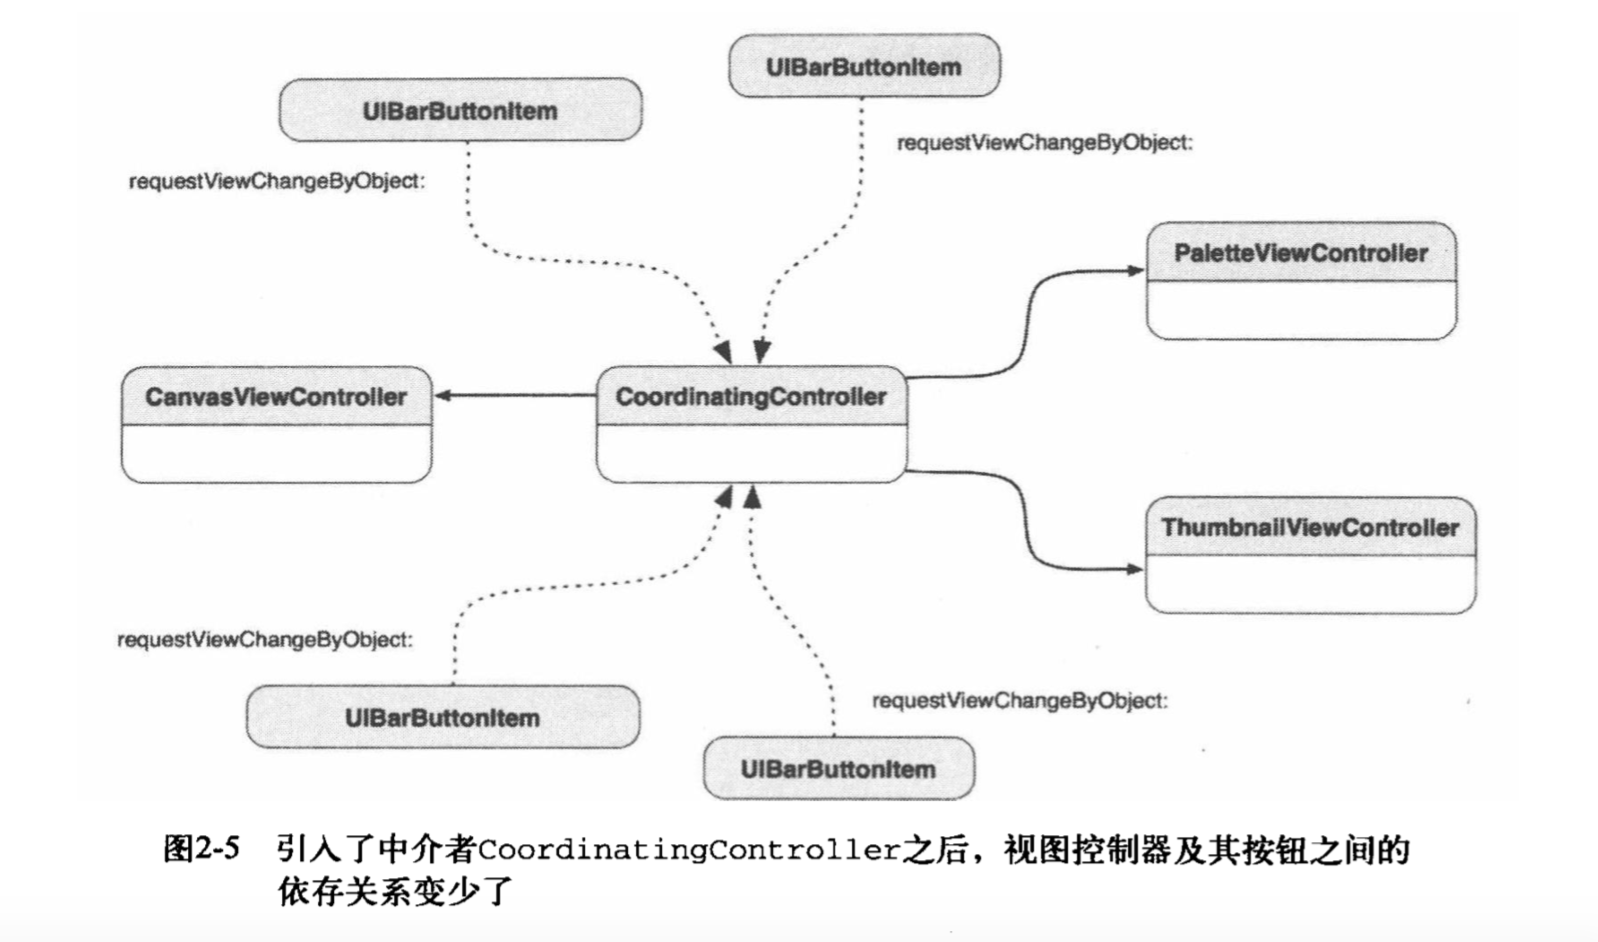 UIBarButtonItem
UIBarButtonItem
requestViewChangeByObject:
requestViewChangeByObject:
PaletteViewController
CanvasViewController
CoordinatingController
ThumbnailViewController
requestViewChangeByObject:
requestViewChangeByObject:
UIBarButtonItem
UIBarButtonItem
图2-5 引入了中介者CoordinatingController之后，视图控制器及其按钮之间的
依存关系变少了